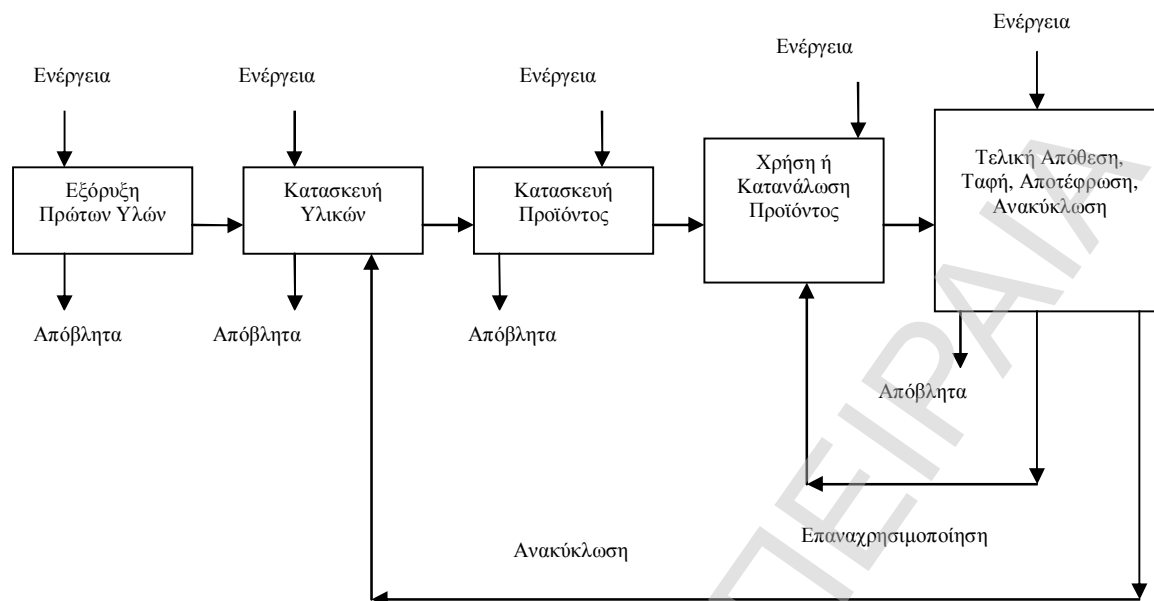 Ενέργεια
Ενέργεια
Ενέργεια
Ενέργεια
Ενέργεια
Εξόρυξη
Πρώτων Υλών
Κατασκευή
Υλικών
Κατασκευή
Προϊόντος
Χρήση ή
Κατανάλωση
Προϊόντος
Τελική Απόθεση,
Ταφή, Αποτέφρωση,
Ανακύκλωση
Απόβλητα
Απόβλητα
Απόβλητα
Απόβλητα
Επαναχρησιμοποίηση
Ανακύκλωση
ΠΕΙΡΑΙΑ